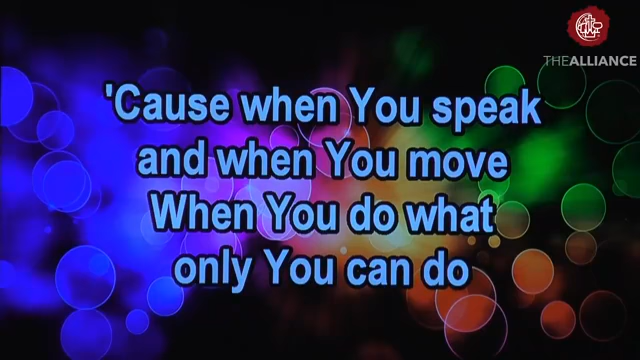 THEALLIANCE
'Cause when You speak
and when You move
When You do what
only You can do